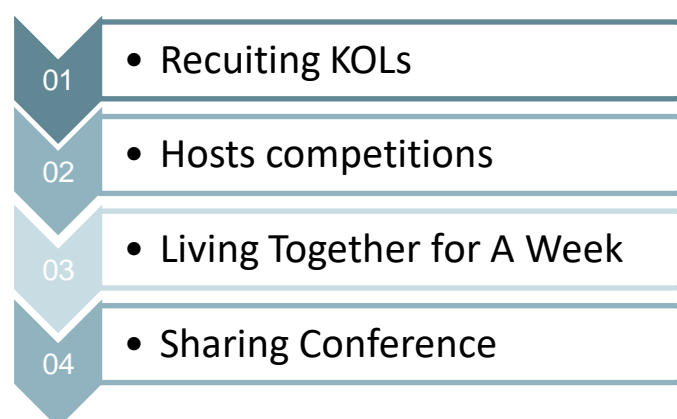 01
• Recuiting KOLs
02
• Hosts competitions
03
• Living Together for A Week
04
• Sharing Conference